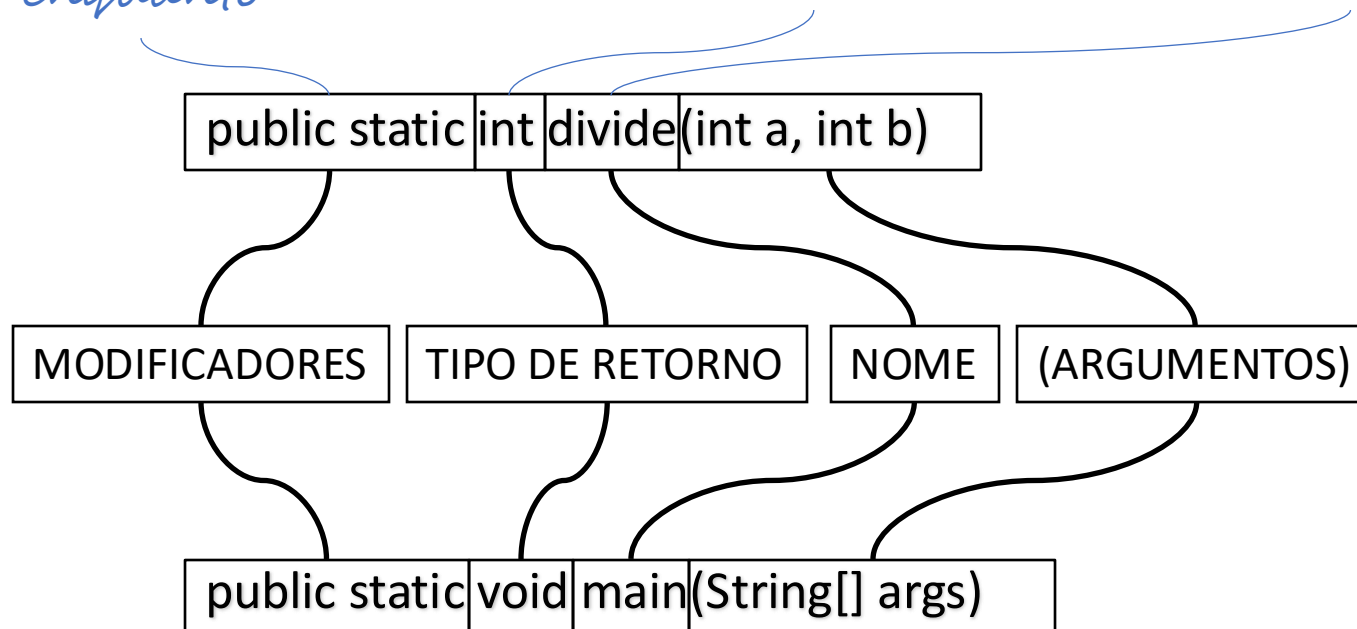 public static int divide(int a, int b)
MODIFICADORES TIPO DE RETORNO NOME (ARGUMENTOS)
public static void main(String[] args)